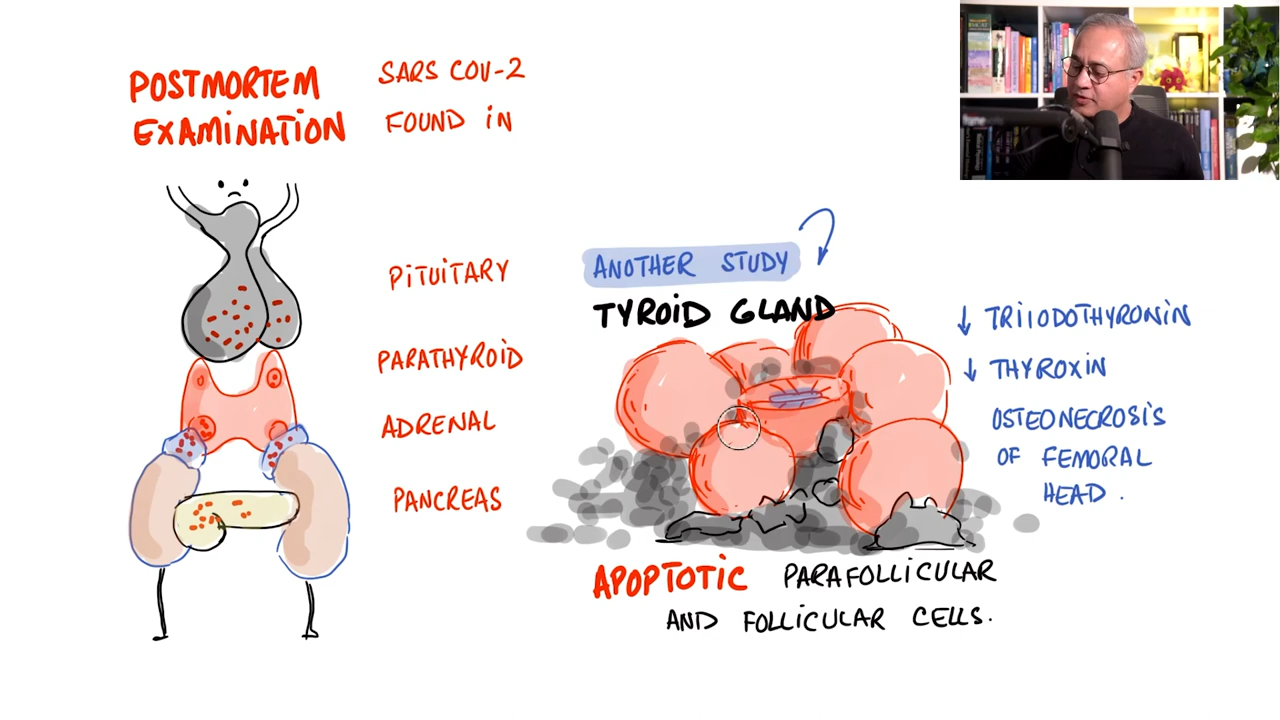 POSTMORTEM
EXAMINATION
SARS COV-2
FOUND IN
PITUITARY
PARATHYROID
ADRENAL
PANCREAS
ANOTHER STUDY
TYROID GLAND
↓ TRIIODOTHYRONIN
↓ THYROXIN
OSTEONECROSIS
OF FEMORAL
HEAD.
APOPTOTIC PARAFOLLICULAR
AND FOLLICULAR CELLS.